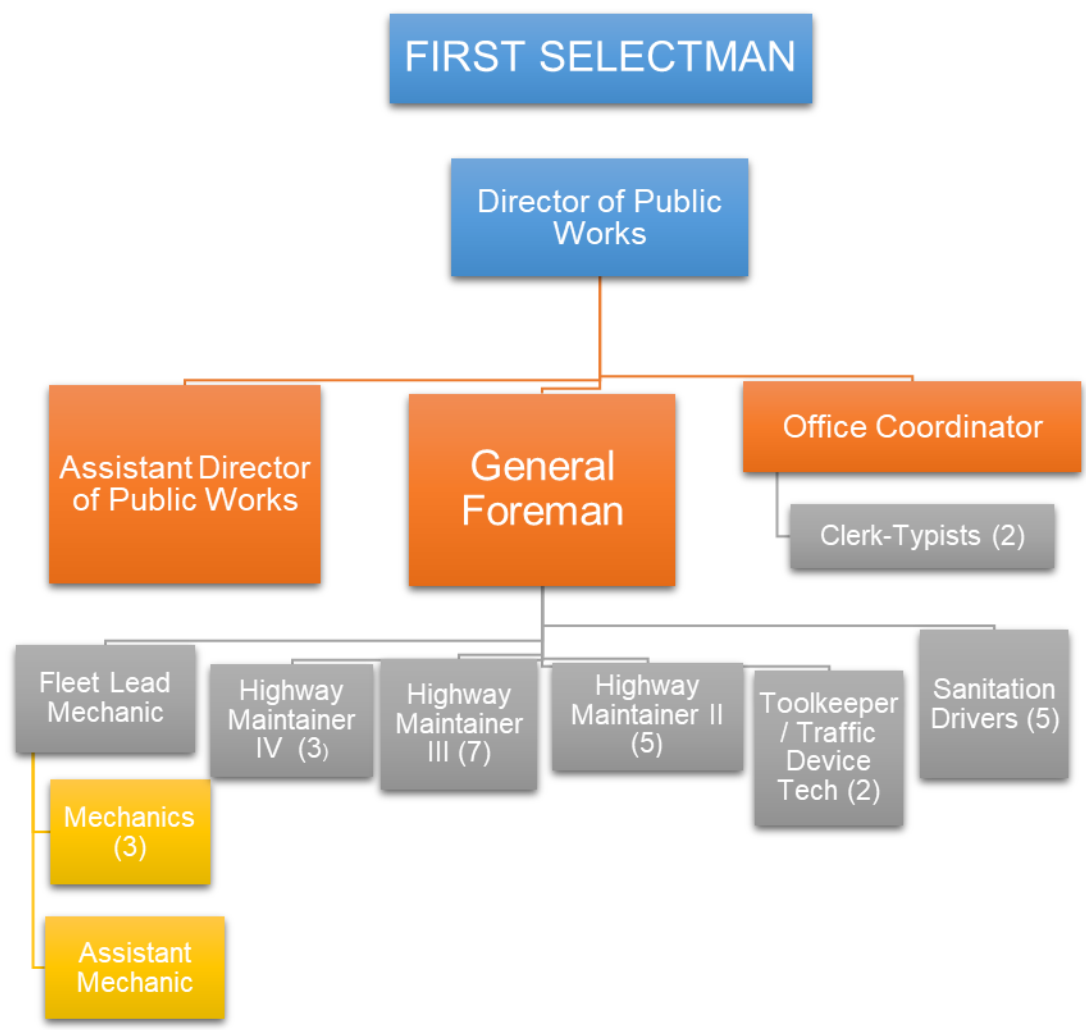 FIRST SELECTMAN
Director of Public
Works
Assistant Director
of Public Works
General
Foreman
Office Coordinator
Clerk-Typists (2)
Fleet Lead
Mechanic
Highway
Maintainer
IV (3)
Highway
Maintainer
III (7)
Highway
Maintainer II
(5)
Toolkeeper
/ Traffic
Device
Tech (2)
Sanitation
Drivers (5)
Mechanics
(3)
Assistant
Mechanic